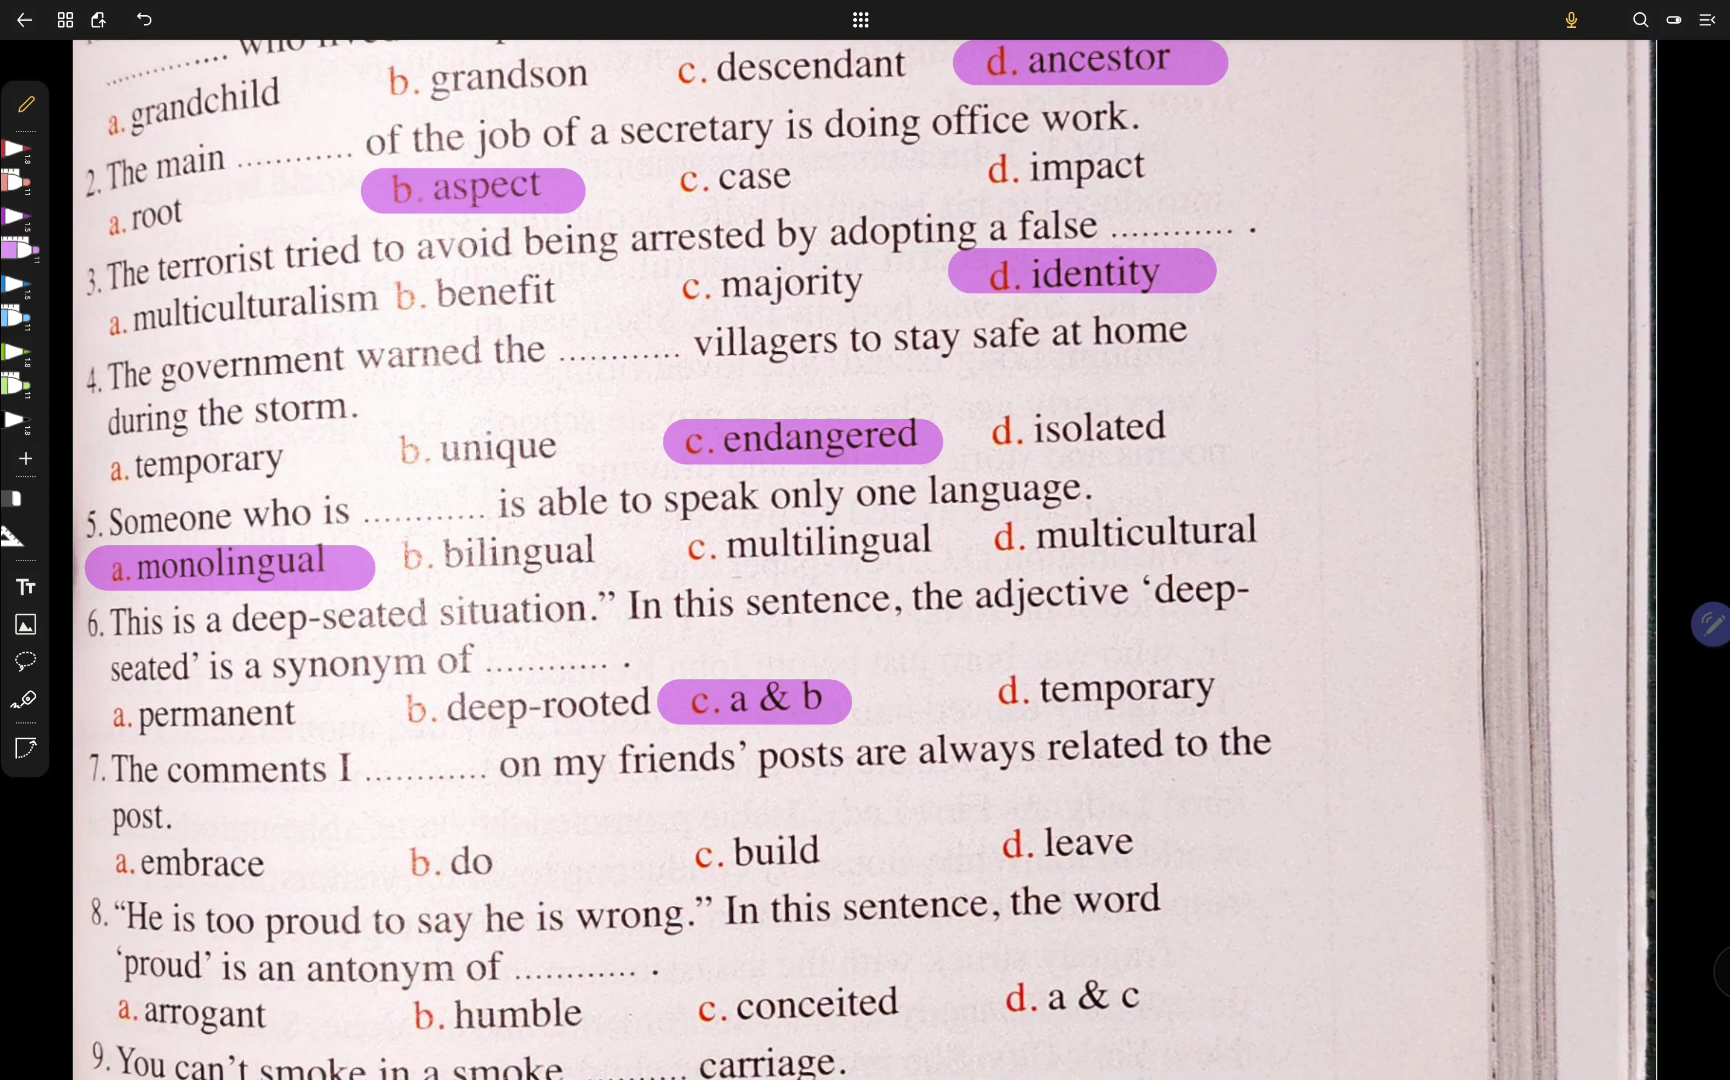 ............ who
a. grandchild b. grandson c. descendant d. ancestor
2. The main ............ of the job of a secretary is doing office work.
a. root b. aspect c. case d. impact
3. The terrorist tried to avoid being arrested by adopting a false ............ .
a. multiculturalism b. benefit c. majority d. identity
4. The government warned the ............ villagers to stay safe at home
during the storm.
a. temporary b. unique c. endangered d. isolated
5. Someone who is ............ is able to speak only one language.
a. monolingual b. bilingual c. multilingual d. multicultural
6. This is a deep-seated situation.” In this sentence, the adjective ‘deep-
seated’ is a synonym of ............ .
a. permanent b. deep-rooted c. a & b d. temporary
7. The comments I ............ on my friends’ posts are always related to the
post.
a. embrace b. do c. build d. leave
8. “He is too proud to say he is wrong.” In this sentence, the word
‘proud’ is an antonym of ............ .
a. arrogant b. humble c. conceited d. a & c
9. You can’t smoke in a smoke .......... carriage.